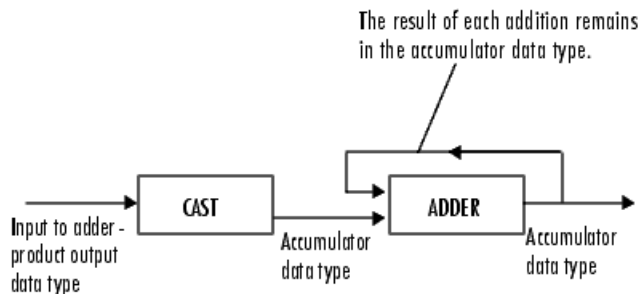 The result of each addition remains
in the accumulator data type.
CAST
ADDER
Input to adder -
product output
data type
Accumulator
data type
Accumulator
data type